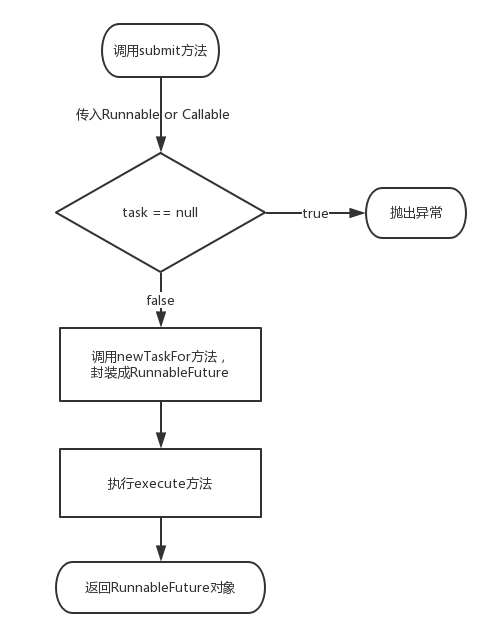 调用submit方法
传入Runnable or Callable
task == null
true
抛出异常
false
调用newTaskFor方法，
封装成RunnableFuture
执行execute方法
返回RunnableFuture对象